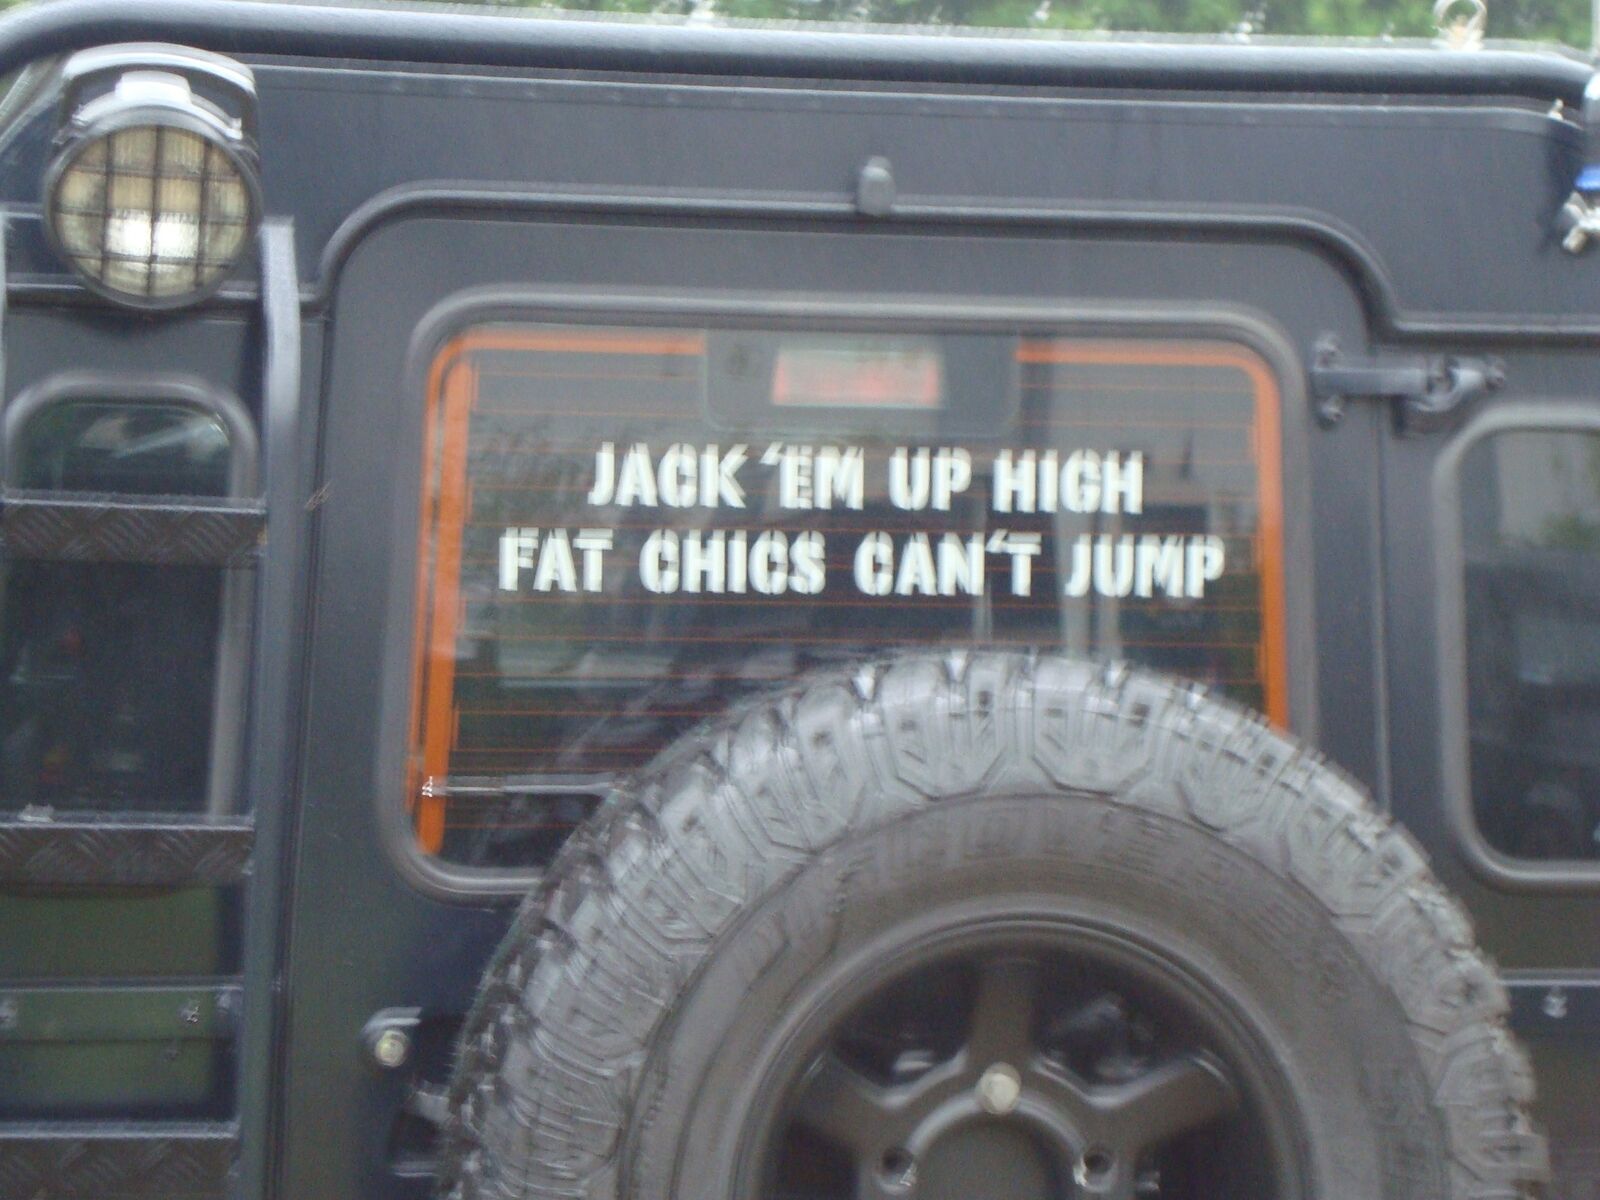 JACK 'EM UP HIGH
FAT CHICS CAN'T JUMP